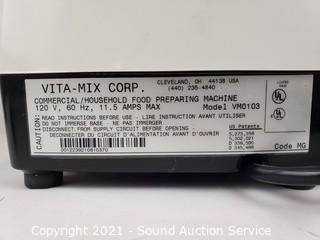 VITA-MIX CORP.
CLEVELAND, OH 44138 USA
(440) 235-4840
COMMERCIAL/HOUSEHOLD FOOD PREPARING MACHINE
120 V, 60 Hz, 11.5 AMPS MAX
Model VM0103
CAUTION:
READ INSTRUCTIONS BEFORE USE - LIRE INSTRUCTION AVANT UTILISER
DO NOT IMMERSE - NE PAS IMMERGER
DISCONNECT FROM SUPPLY CIRCUIT BEFORE OPENING -
DECONNECTER DU CIRCUIT D'ALIMENTATION AVANT D'OUVRIR
5,302,021
Code MG
Copyright © 2021 - Sound Auction Service